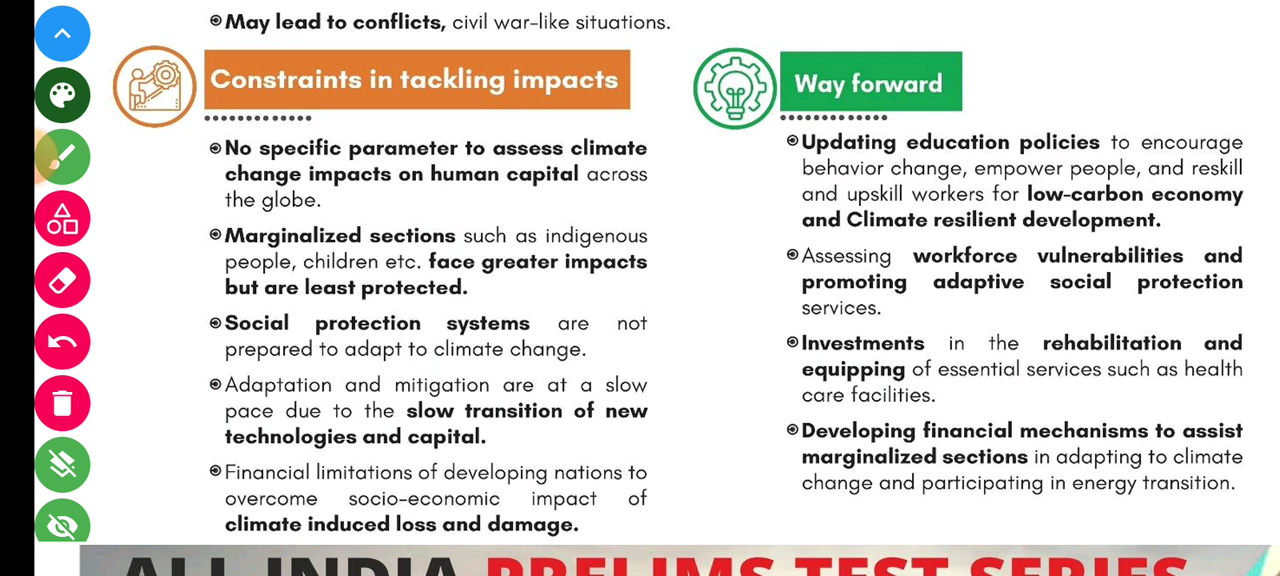 May lead to conflicts, civil war-like situations.
Constraints in tackling impacts
No specific parameter to assess climate
change impacts on human capital across
the globe.
Marginalized sections such as indigenous
people, children etc. face greater impacts
but are least protected.
Social protection systems are not
prepared to adapt to climate change.
Adaptation and mitigation are at a slow
pace due to the slow transition of new
technologies and capital.
Financial limitations of developing nations to
overcome socio-economic impact of
climate induced loss and damage.
Way forward
Updating education policies to encourage
behavior change, empower people, and reskill
and upskill workers for low-carbon economy
and Climate resilient development.
Assessing workforce vulnerabilities and
promoting adaptive social protection
services.
Investments in the rehabilitation and
equipping of essential services such as health
care facilities.
Developing financial mechanisms to assist
marginalized sections in adapting to climate
change and participating in energy transition.
ALL INDIA PRELIMS TEST SERIES